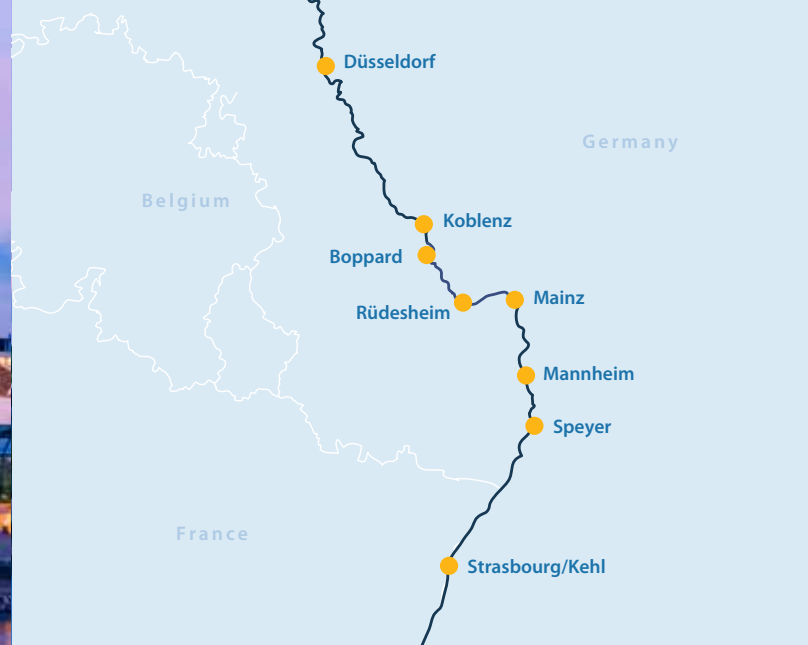 Düsseldorf
Germany
Belgium
Koblenz
Boppard
Mainz
Rüdesheim
Mannheim
Speyer
France
Strasbourg/Kehl